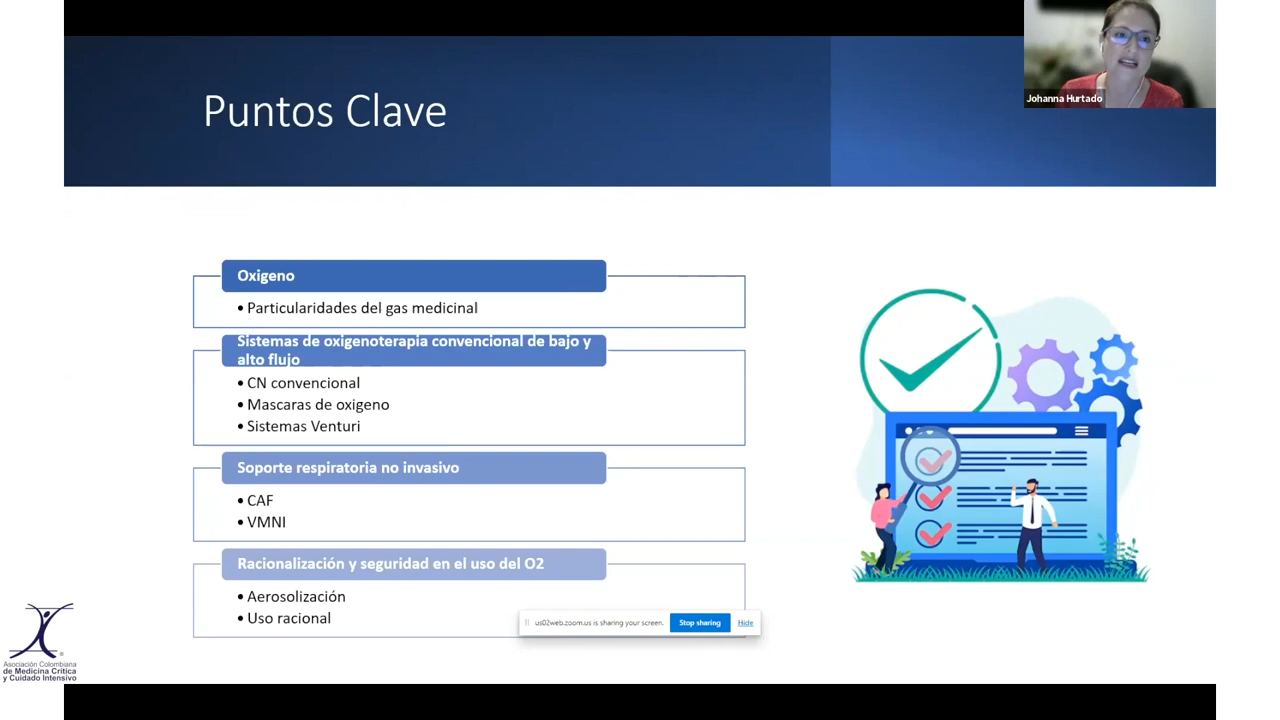 Puntos Clave
Johanna Hurtado
Oxigeno
• Particularidades del gas medicinal
Sistemas de oxigenoterapia convencional de bajo y
alto flujo
• CN convencional
• Mascaras de oxigeno
• Sistemas Venturi
Soporte respiratoria no invasivo
• CAF
• VMNI
Racionalización y seguridad en el uso del O2
• Aerosolización
• Uso racional
us02web.zoom.us is sharing your screen.
Stop sharing
Hide
Asociación Colombiana
de Medicina Crítica
y Cuidado Intensivo